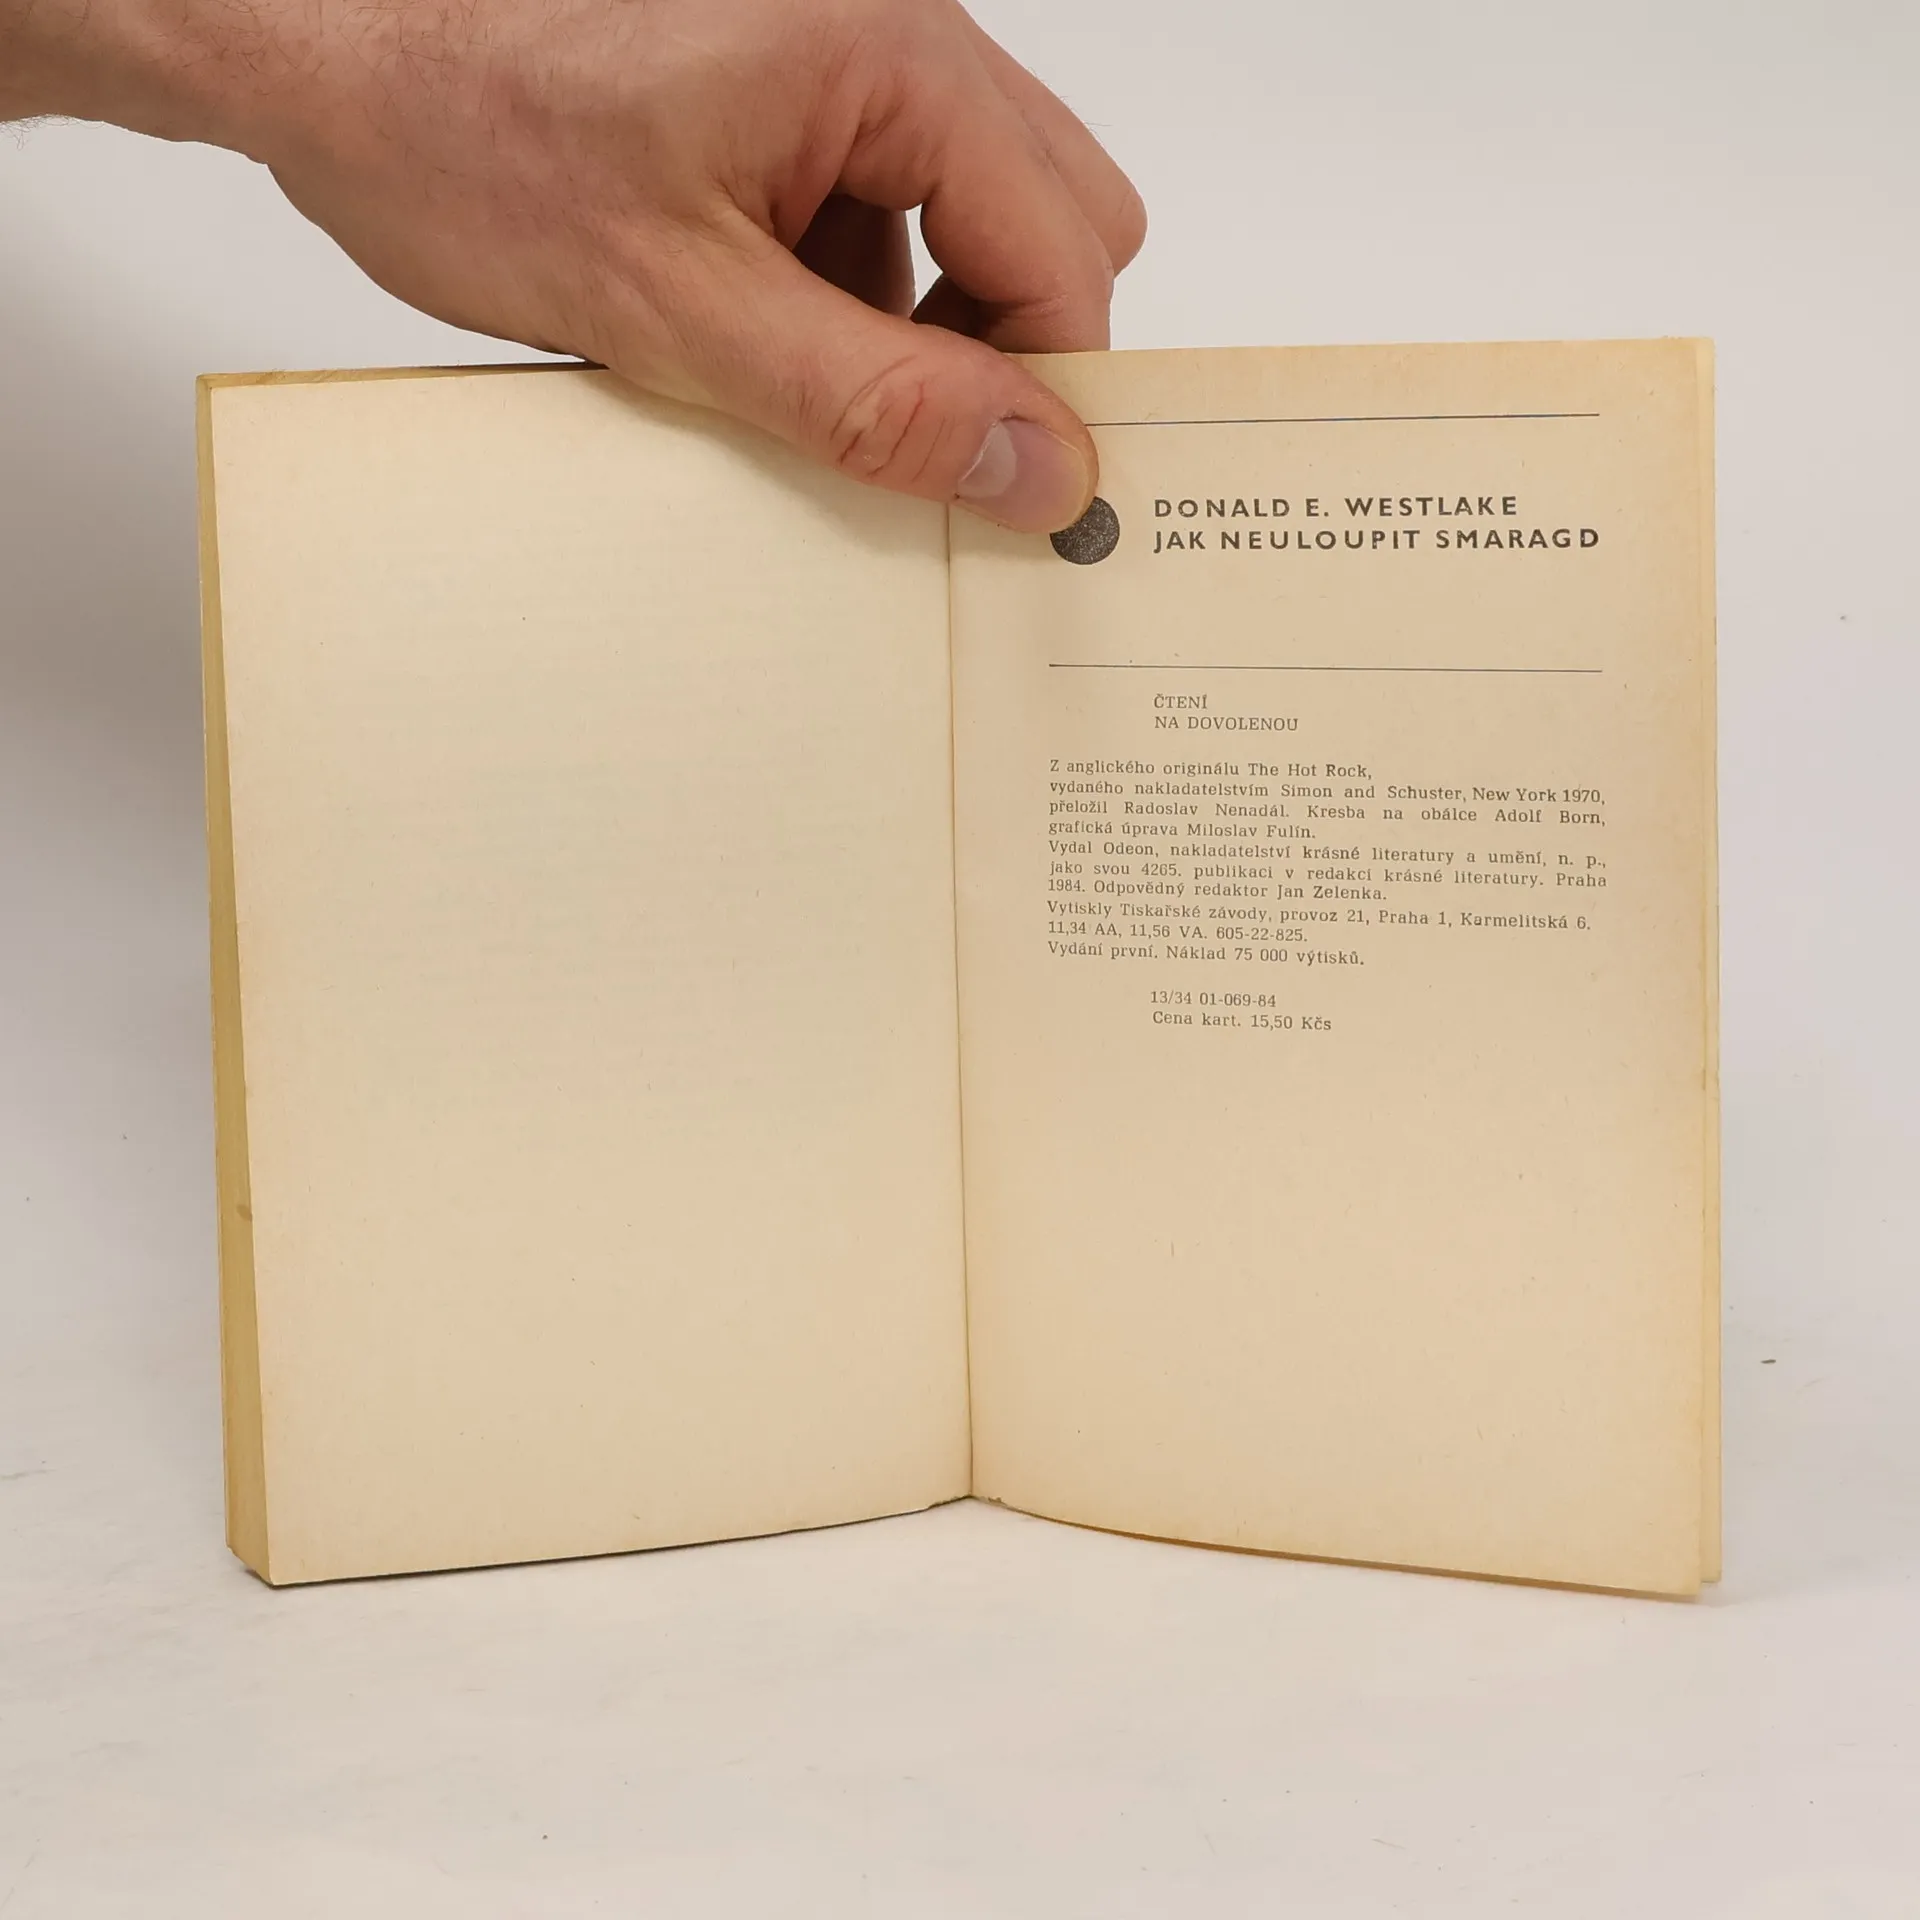 DONALD E. WESTLAKE
JAK NEULOUPIT SMARAGD
ČTENÍ
NA DOVOLENOU
Z anglického originálu The Hot Rock,
vydaného nakladatelstvím Simon and Schuster, New York 1970,
přeložil Radoslav Nenadál. Kresba na obálce Adolf Born,
grafická úprava Miloslav Fulín.
Vydal Odeon, nakladatelství krásné literatury a umění, n. p.,
jako svou 4265. publikaci v redakci krásné literatury. Praha
1984. Odpovědný redaktor Jan Zelenka.
Vytiskly Tiskařské závody, provoz 21, Praha 1, Karmelitská 6.
11,34 AA, 11,56 VA. 605-22-825.
Vydání první. Náklad 75 000 výtisků.
13/34 01-069-84
Cena kart. 15,50 Kčs